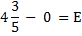 4 3/5 − 0 = E